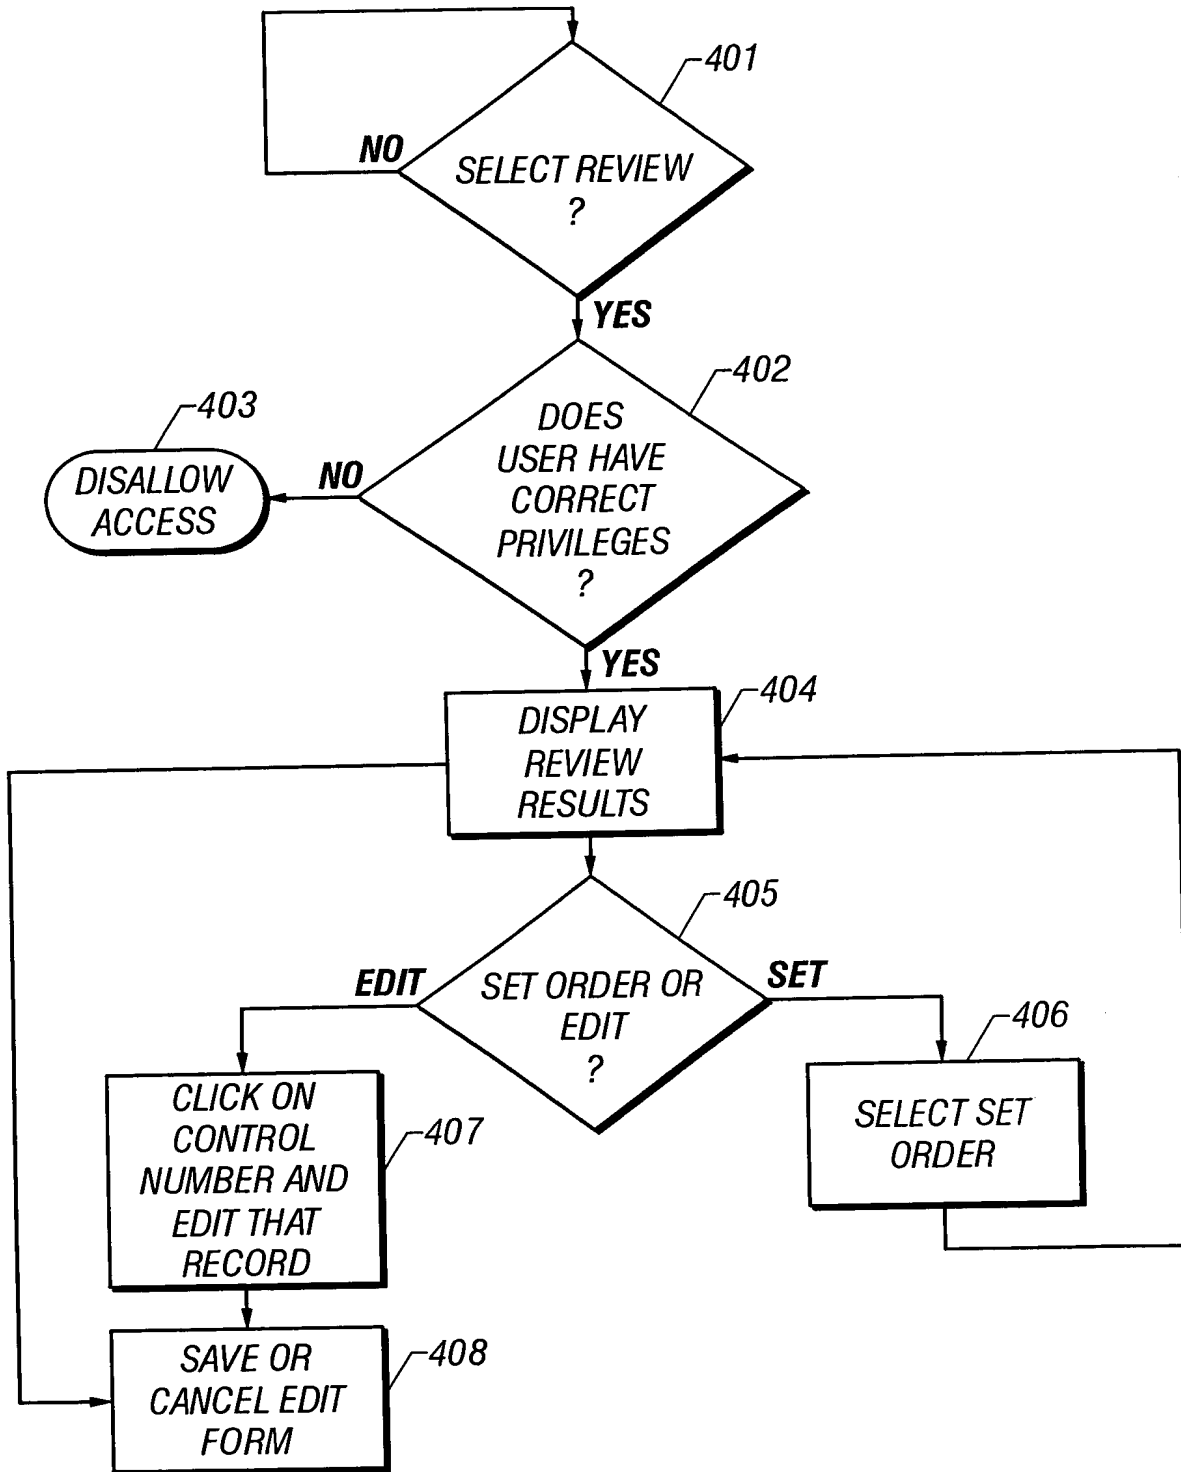 401
NO
SELECT REVIEW
?
YES
402
403
DOES
USER HAVE
CORRECT
PRIVILEGES
?
NO
DISALLOW
ACCESS
YES
404
DISPLAY
REVIEW
RESULTS
405
EDIT
SET ORDER OR
EDIT
?
SET
406
SELECT SET
ORDER
CLICK ON
CONTROL
NUMBER AND
EDIT THAT
RECORD
407
SAVE OR
CANCEL EDIT
FORM
408